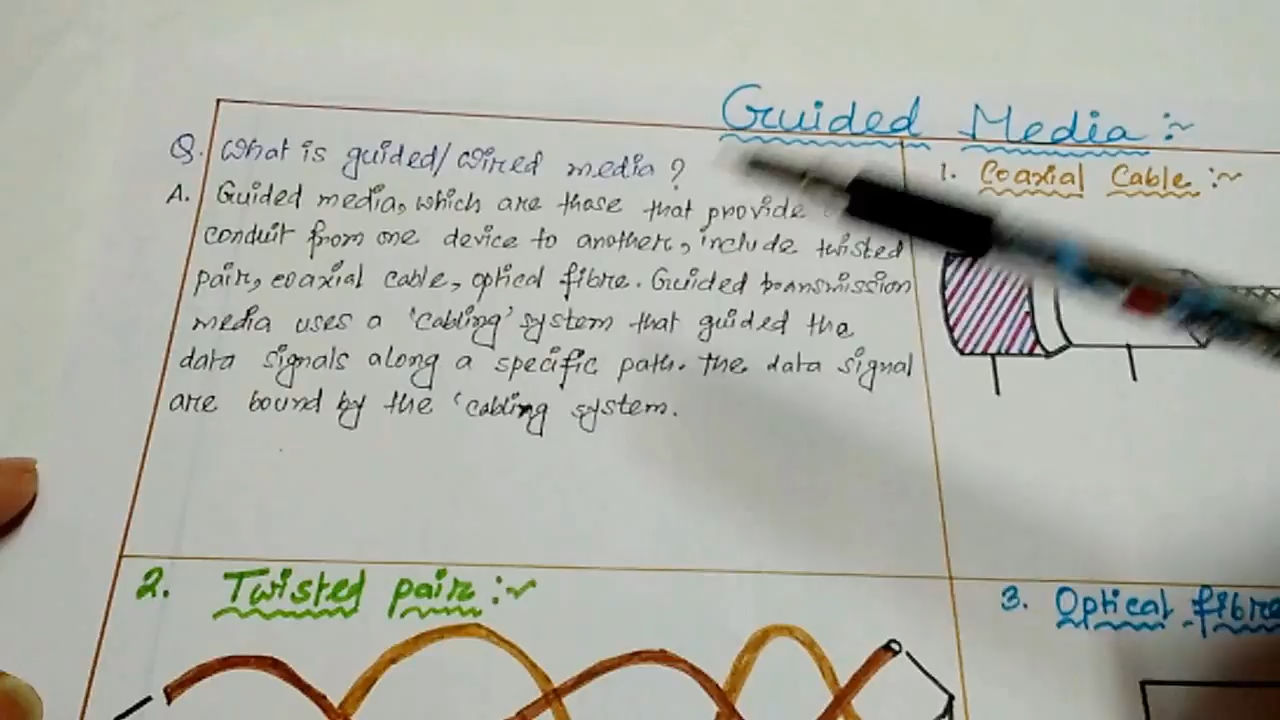 Guided Media :~
Q. What is guided/wired media ?
A. Guided media, which are those that provide
conduit from one device to another, include twisted
pair, coaxial cable, optical fibre. Guided transmission
media uses a 'cabling' system that guided the
data signals along a specific path. The data signal
are bound by the 'cabling system.
1. Coaxial Cable :~
2. Twisted pair :~
3. Optical fibre